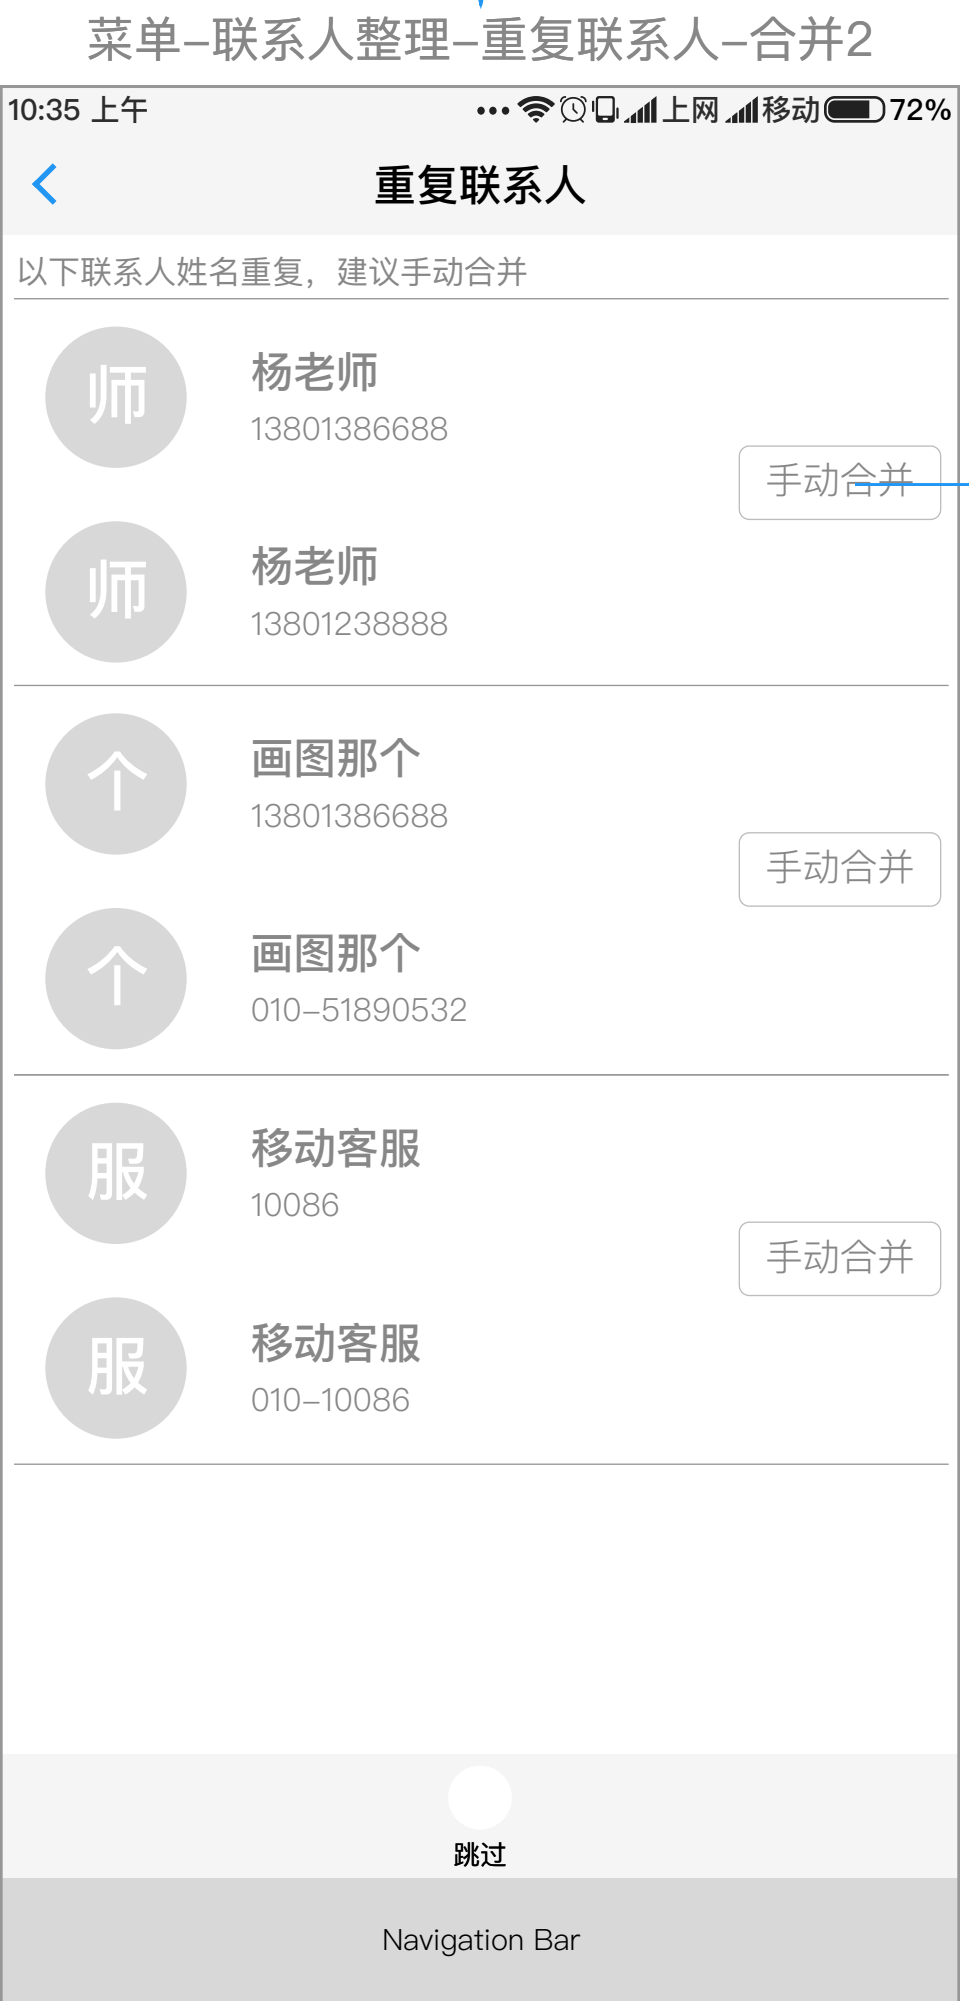 菜单-联系人整理-重复联系人-合并2
10:35 上午 上网 移动 72%
重复联系人
以下联系人姓名重复，建议手动合并
师 杨老师
13801386688
手动合并
师 杨老师
13801238888
个 画图那个
13801386688
手动合并
个 画图那个
010-51890532
服 移动客服
10086
手动合并
服 移动客服
010-10086
跳过
Navigation Bar